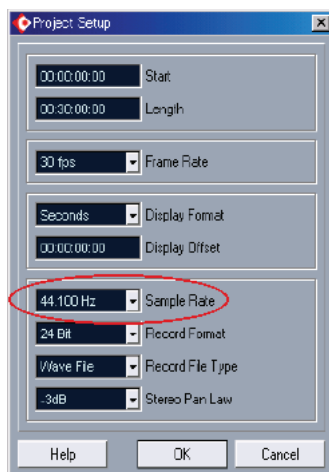 Project Setup
00:00:00:00 Start
00:30:00:00 Length
30 fps Frame Rate
Seconds Display Format
00:00:00:00 Display Offset
44.100 Hz Sample Rate
24 Bit Record Format
Wave File Record File Type
-3dB Stereo Pan Law
Help OK Cancel